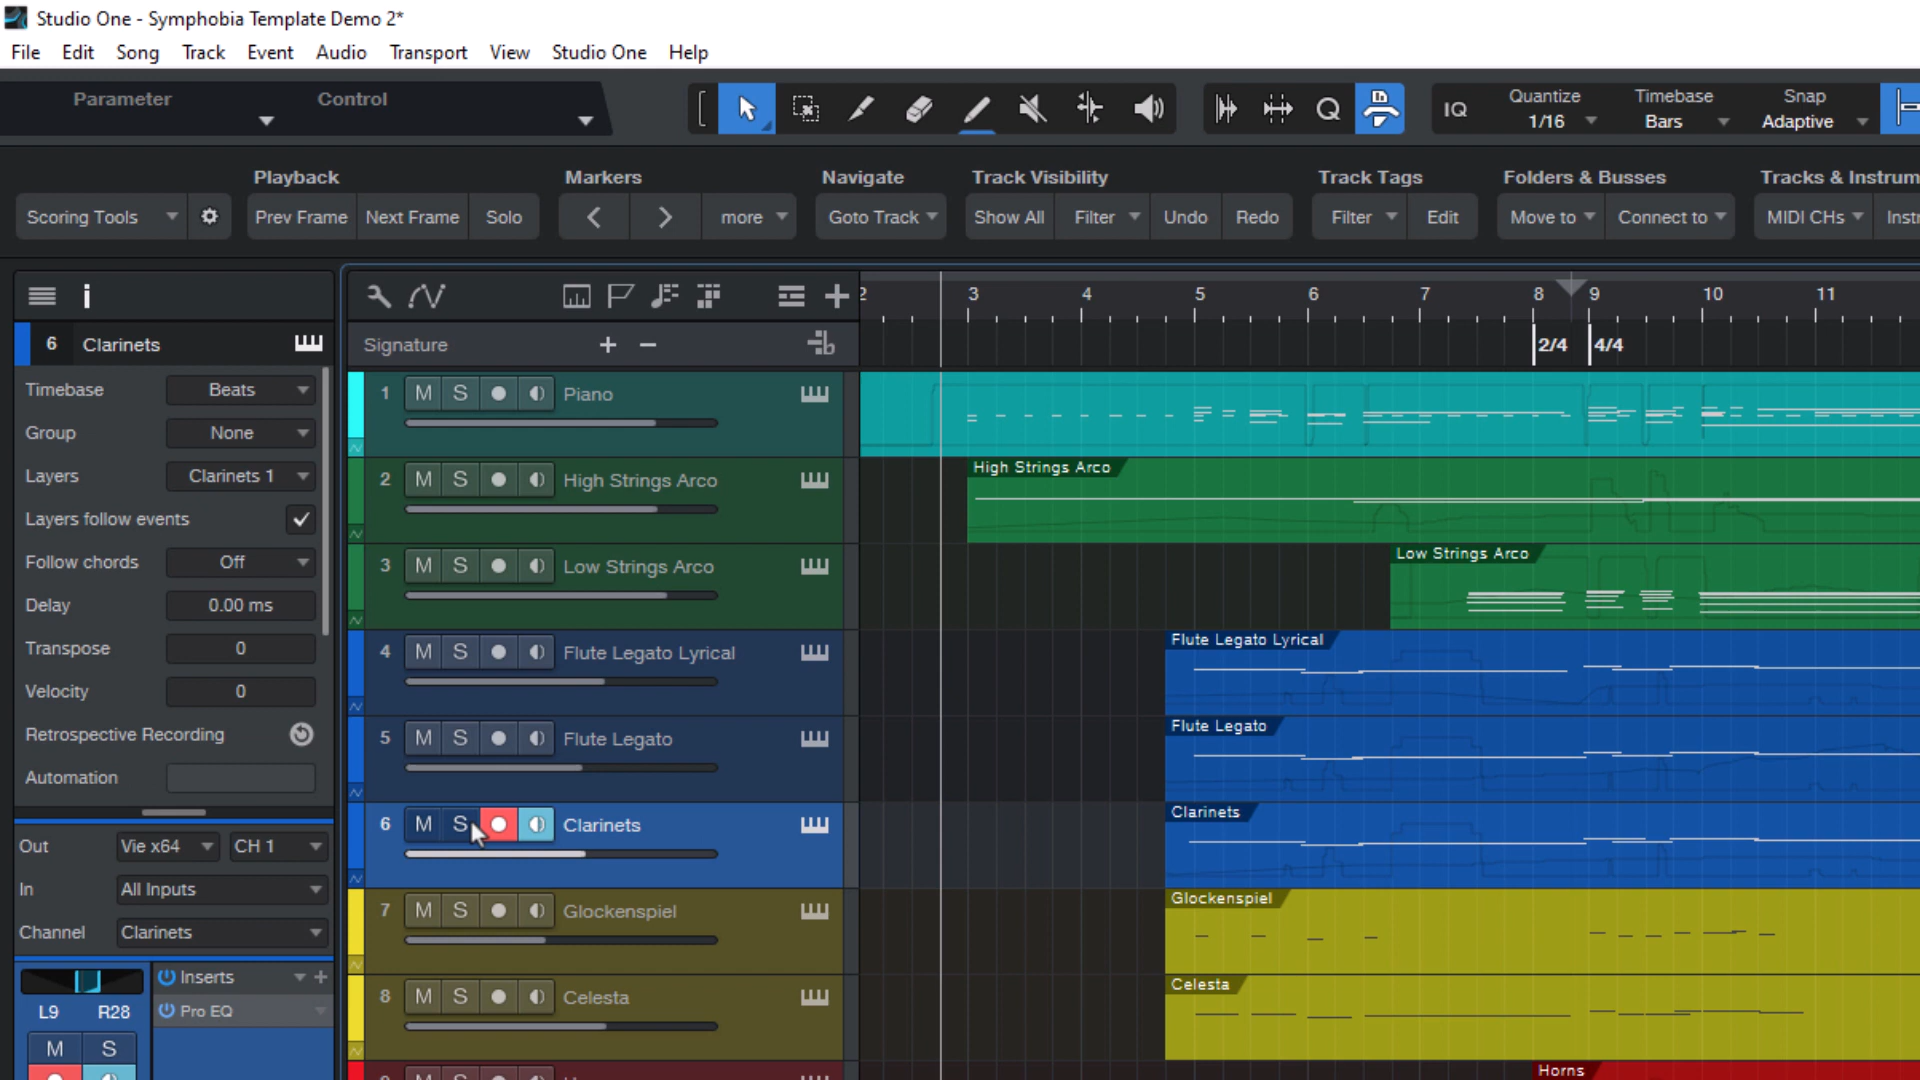 Studio One - Symphobia Template Demo 2*
File Edit Song Track Event Audio Transport View Studio One Help
Parameter Control
IQ Quantize 1/16 Timebase Bars Snap Adaptive
Playback Markers Navigate Track Visibility Track Tags Folders & Busses Tracks & Instrum
Scoring Tools Prev Frame Next Frame Solo more Goto Track Show All Filter Undo Redo Filter Edit Move to Connect to MIDI CHs Instr
2 3 4 5 6 7 8 9 10 11
6 Clarinets
Signature + −
2/4 4/4
Timebase Beats
Group None
Layers Clarinets 1
Layers follow events
Follow chords Off
Delay 0.00 ms
Transpose 0
Velocity 0
Retrospective Recording
Automation
Out Vie x64 CH 1
In All Inputs
Channel Clarinets
Inserts
L9 R28 Pro EQ
M S
1 M S Piano
2 M S High Strings Arco
3 M S Low Strings Arco
4 M S Flute Legato Lyrical
5 M S Flute Legato
6 M S Clarinets
7 M S Glockenspiel
8 M S Celesta
High Strings Arco
Low Strings Arco
Flute Legato Lyrical
Flute Legato
Clarinets
Glockenspiel
Celesta
Horns